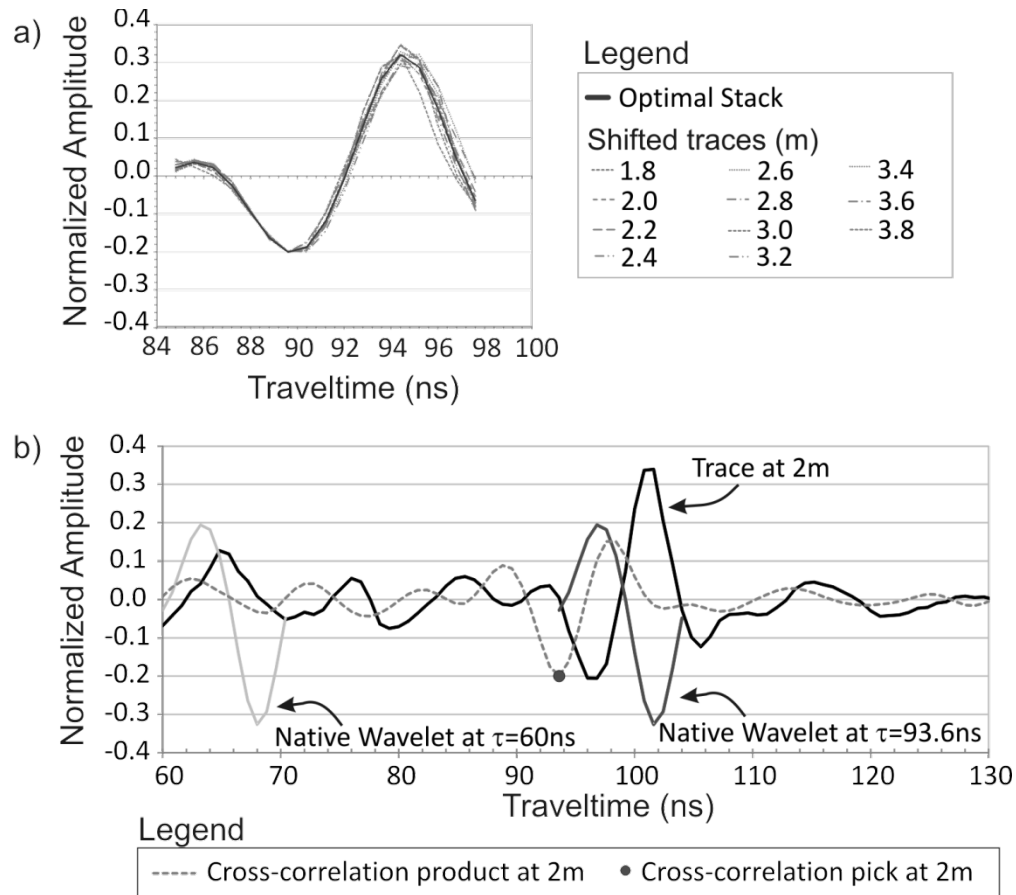 a)
Normalized Amplitude
0.4
0.3
0.2
0.1
0.0
-0.1
-0.2
-0.3
-0.4
84 86 88 90 92 94 96 98 100
Traveltime (ns)
Legend
Optimal Stack
Shifted traces (m)
1.8 2.6 3.4
2.0 2.8 3.6
2.2 3.0 3.8
2.4 3.2
b)
Normalized Amplitude
0.4
0.3
0.2
0.1
0.0
-0.1
-0.2
-0.3
-0.4
Trace at 2m
Native Wavelet at τ=60ns
Native Wavelet at τ=93.6ns
60 70 80 90 100 110 120 130
Traveltime (ns)
Legend
Cross-correlation product at 2m Cross-correlation pick at 2m